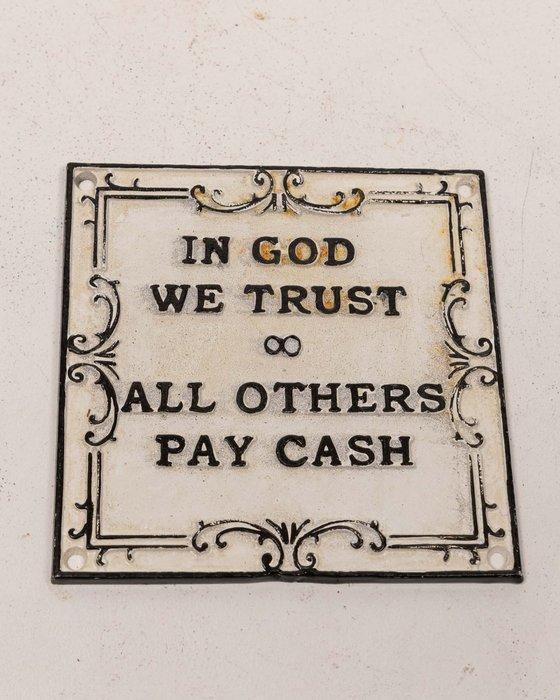 IN GOD
WE TRUST
∞
ALL OTHERS
PAY CASH